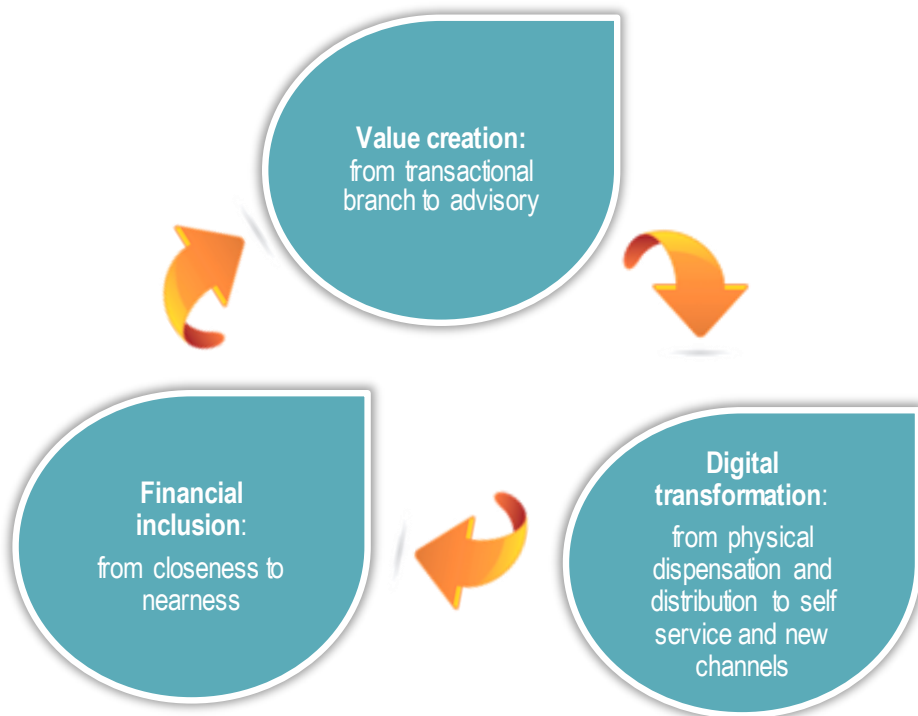 Value creation:
from transactional
branch to advisory
Financial
inclusion:
from closeness to
nearness
Digital
transformation:
from physical
dispensation and
distribution to self
service and new
channels